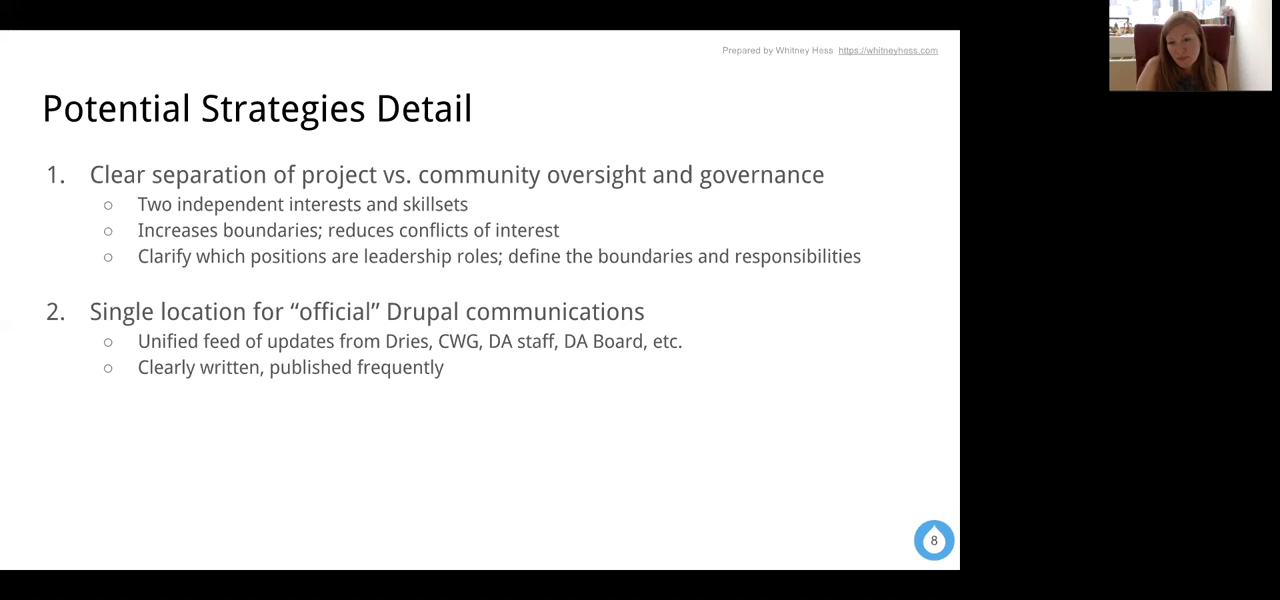 Prepared by Whitney Hess https://whitneyhess.com
Potential Strategies Detail
1. Clear separation of project vs. community oversight and governance
○ Two independent interests and skillsets
○ Increases boundaries; reduces conflicts of interest
○ Clarify which positions are leadership roles; define the boundaries and responsibilities
2. Single location for “official” Drupal communications
○ Unified feed of updates from Dries, CWG, DA staff, DA Board, etc.
○ Clearly written, published frequently
8